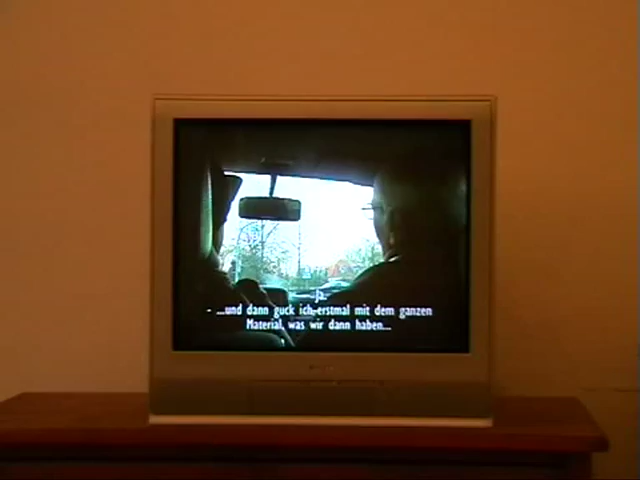 - Ja.
- ...und dann guck ich erstmal mit dem ganzen
Material, was wir dann haben...